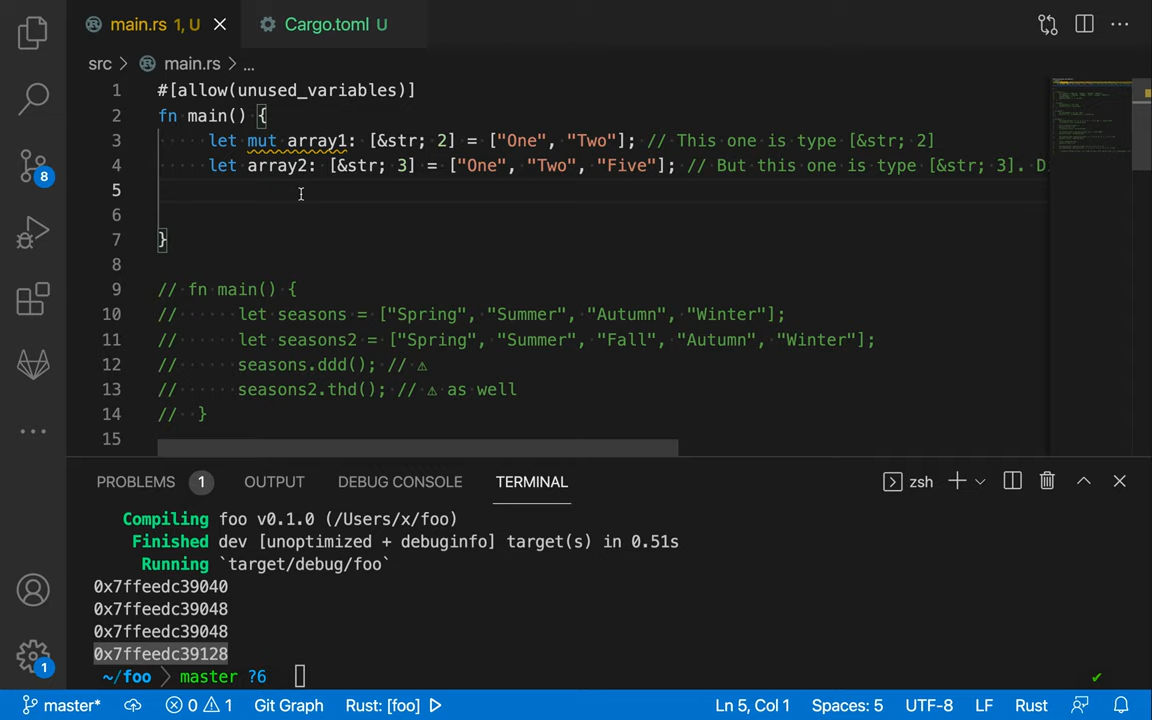 main.rs 1, U
Cargo.toml U
src > main.rs > ...
1 #[allow(unused_variables)]
2 fn main() {
3 let mut array1: [&str; 2] = ["One", "Two"]; // This one is type [&str; 2]
4 let array2: [&str; 3] = ["One", "Two", "Five"]; // But this one is type [&str; 3]. D
5
6
7 }
8
9 // fn main() {
10 // let seasons = ["Spring", "Summer", "Autumn", "Winter"];
11 // let seasons2 = ["Spring", "Summer", "Fall", "Autumn", "Winter"];
12 // seasons.ddd(); // ⚠
13 // seasons2.thd(); // ⚠ as well
14 // }
15
8
PROBLEMS 1 OUTPUT DEBUG CONSOLE TERMINAL zsh
Compiling foo v0.1.0 (/Users/x/foo)
Finished dev [unoptimized + debuginfo] target(s) in 0.51s
Running `target/debug/foo`
0x7ffeedc39040
0x7ffeedc39048
0x7ffeedc39048
0x7ffeedc39128
~/foo > master ?6
1
master* 0 1 Git Graph Rust: [foo] Ln 5, Col 1 Spaces: 5 UTF-8 LF Rust